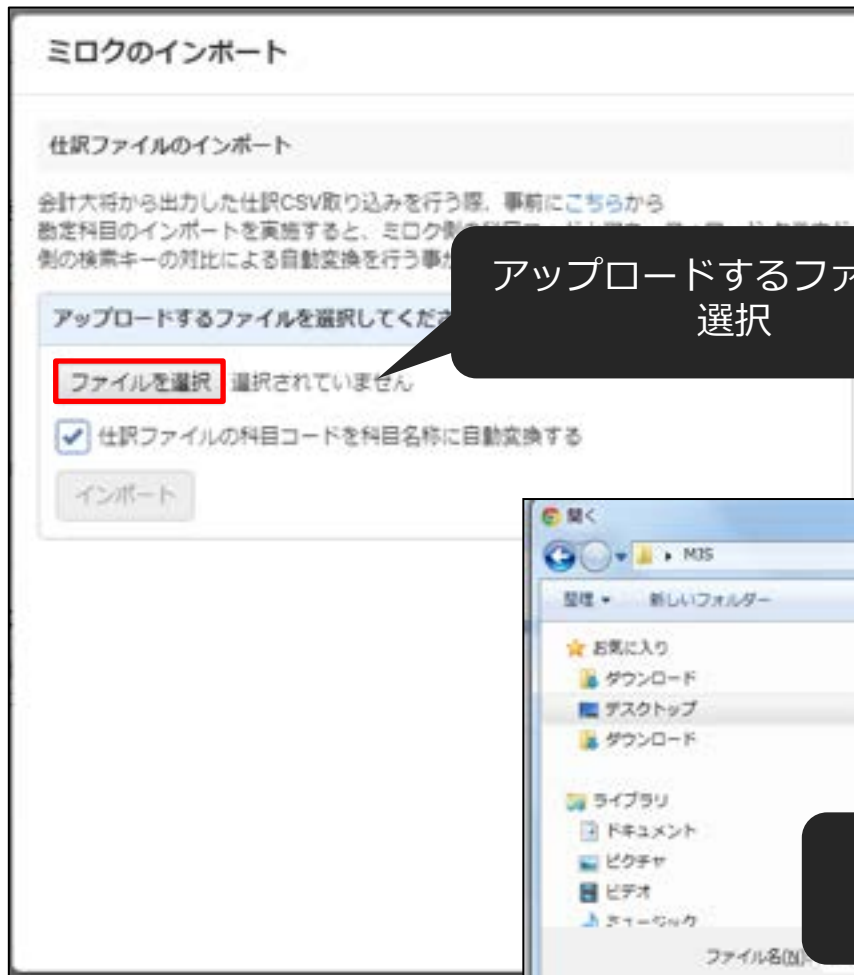 ミロクのインポート
仕訳ファイルのインポート
会計大将から出力した仕訳CSV取り込みを行う際、事前にこちらから
勘定科目のインポートを実施すると、ミロク側の科目
側の検索キーの対比による自動変換を行う事が
アップロードするファ
選択
アップロードするファイルを選択してくださ
ファイルを選択 選択されていません
仕訳ファイルの科目コードを科目名称に自動変換する
インポート
開く
MJS
整理 新しいフォルダー
お気に入り
ダウンロード
デスクトップ
ダウンロード
ライブラリ
ドキュメント
ピクチャ
ビデオ
ミュージック
ファイル名(N):